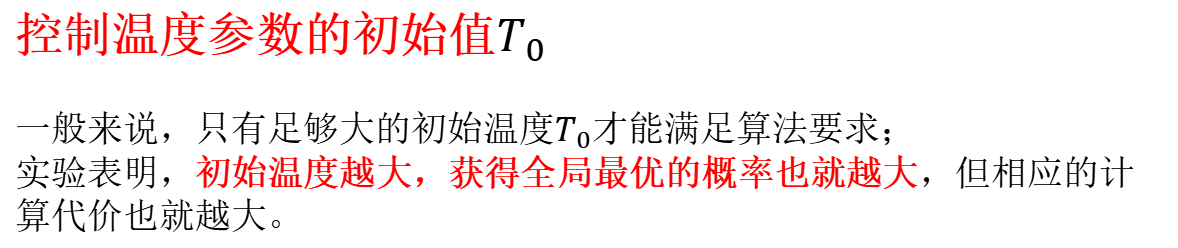 控制温度参数的初始值T₀
一般来说，只有足够大的初始温度T₀才能满足算法要求；
实验表明，初始温度越大，获得全局最优的概率也就越大，但相应的计
算代价也就越大。